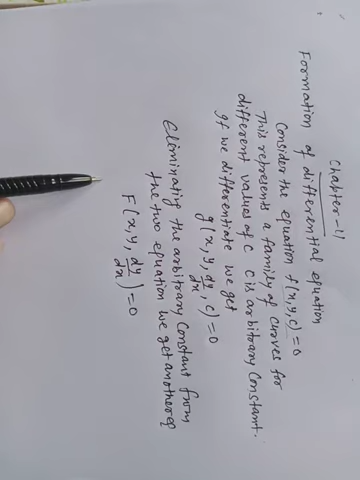 Chapter-11
Formation of differential equation
Consider the equation f(x,y,c)=0
This represents a family of curves for
different values of c c is arbitrary constant.
If we differentiate we get
g(x, y, dy/dx, c)=0
Eliminating the arbitrary constant from
the two equation we get another eq
F(x, y, dy/dx)=0